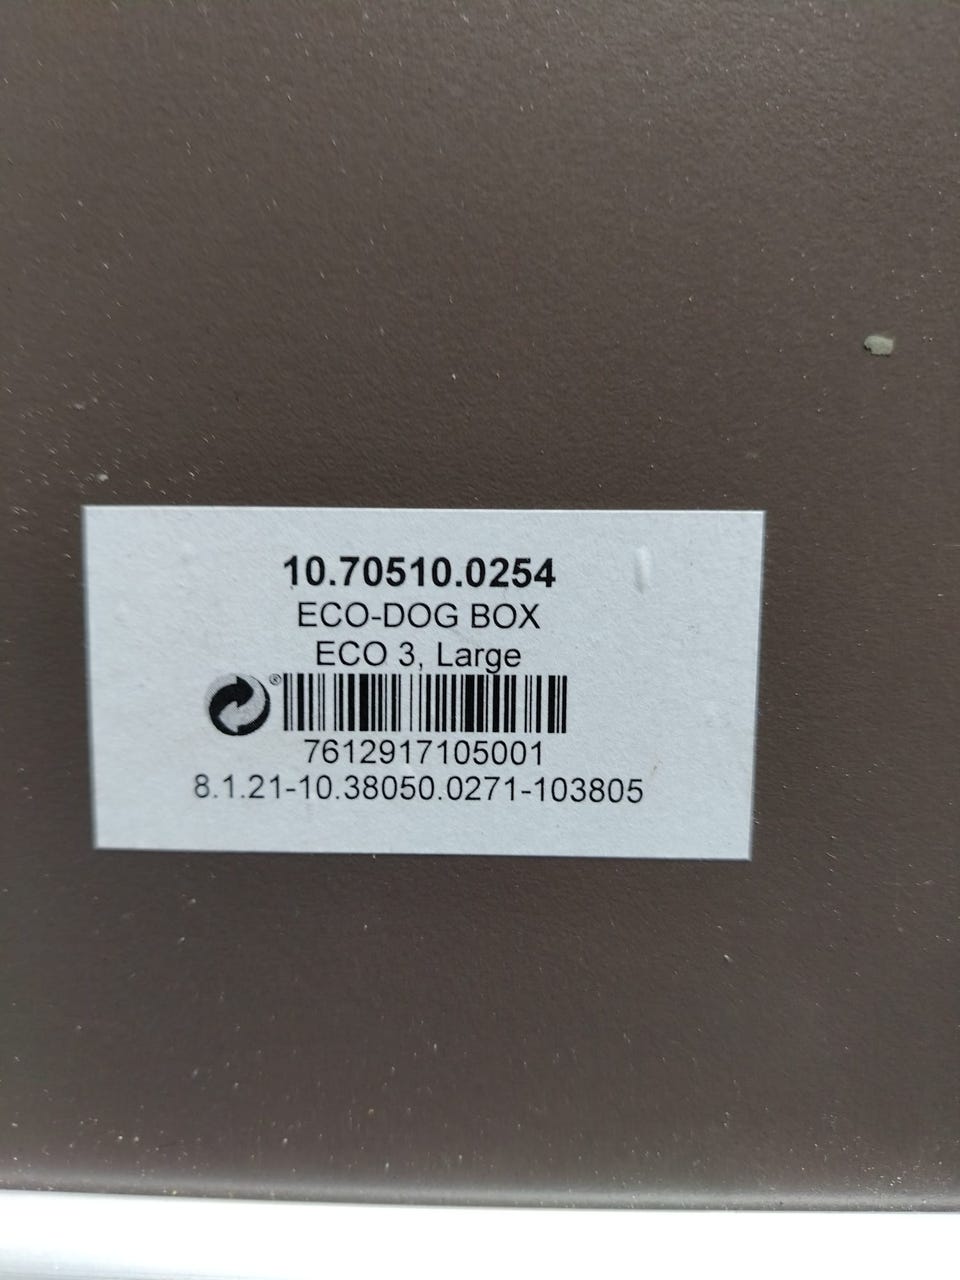 10.70510.0254
ECO-DOG BOX
ECO 3, Large
®
7612917105001
8.1.21-10.38050.0271-103805